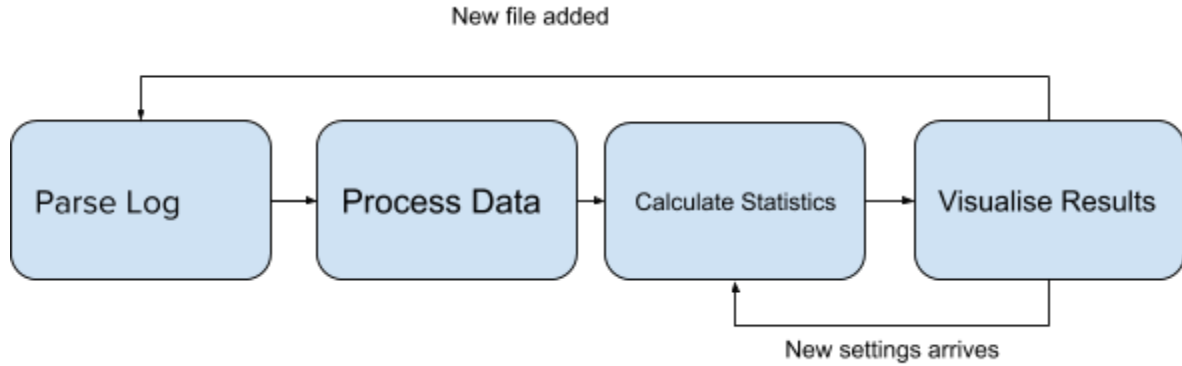 New file added
Parse Log
Process Data
Calculate Statistics
Visualise Results
New settings arrives